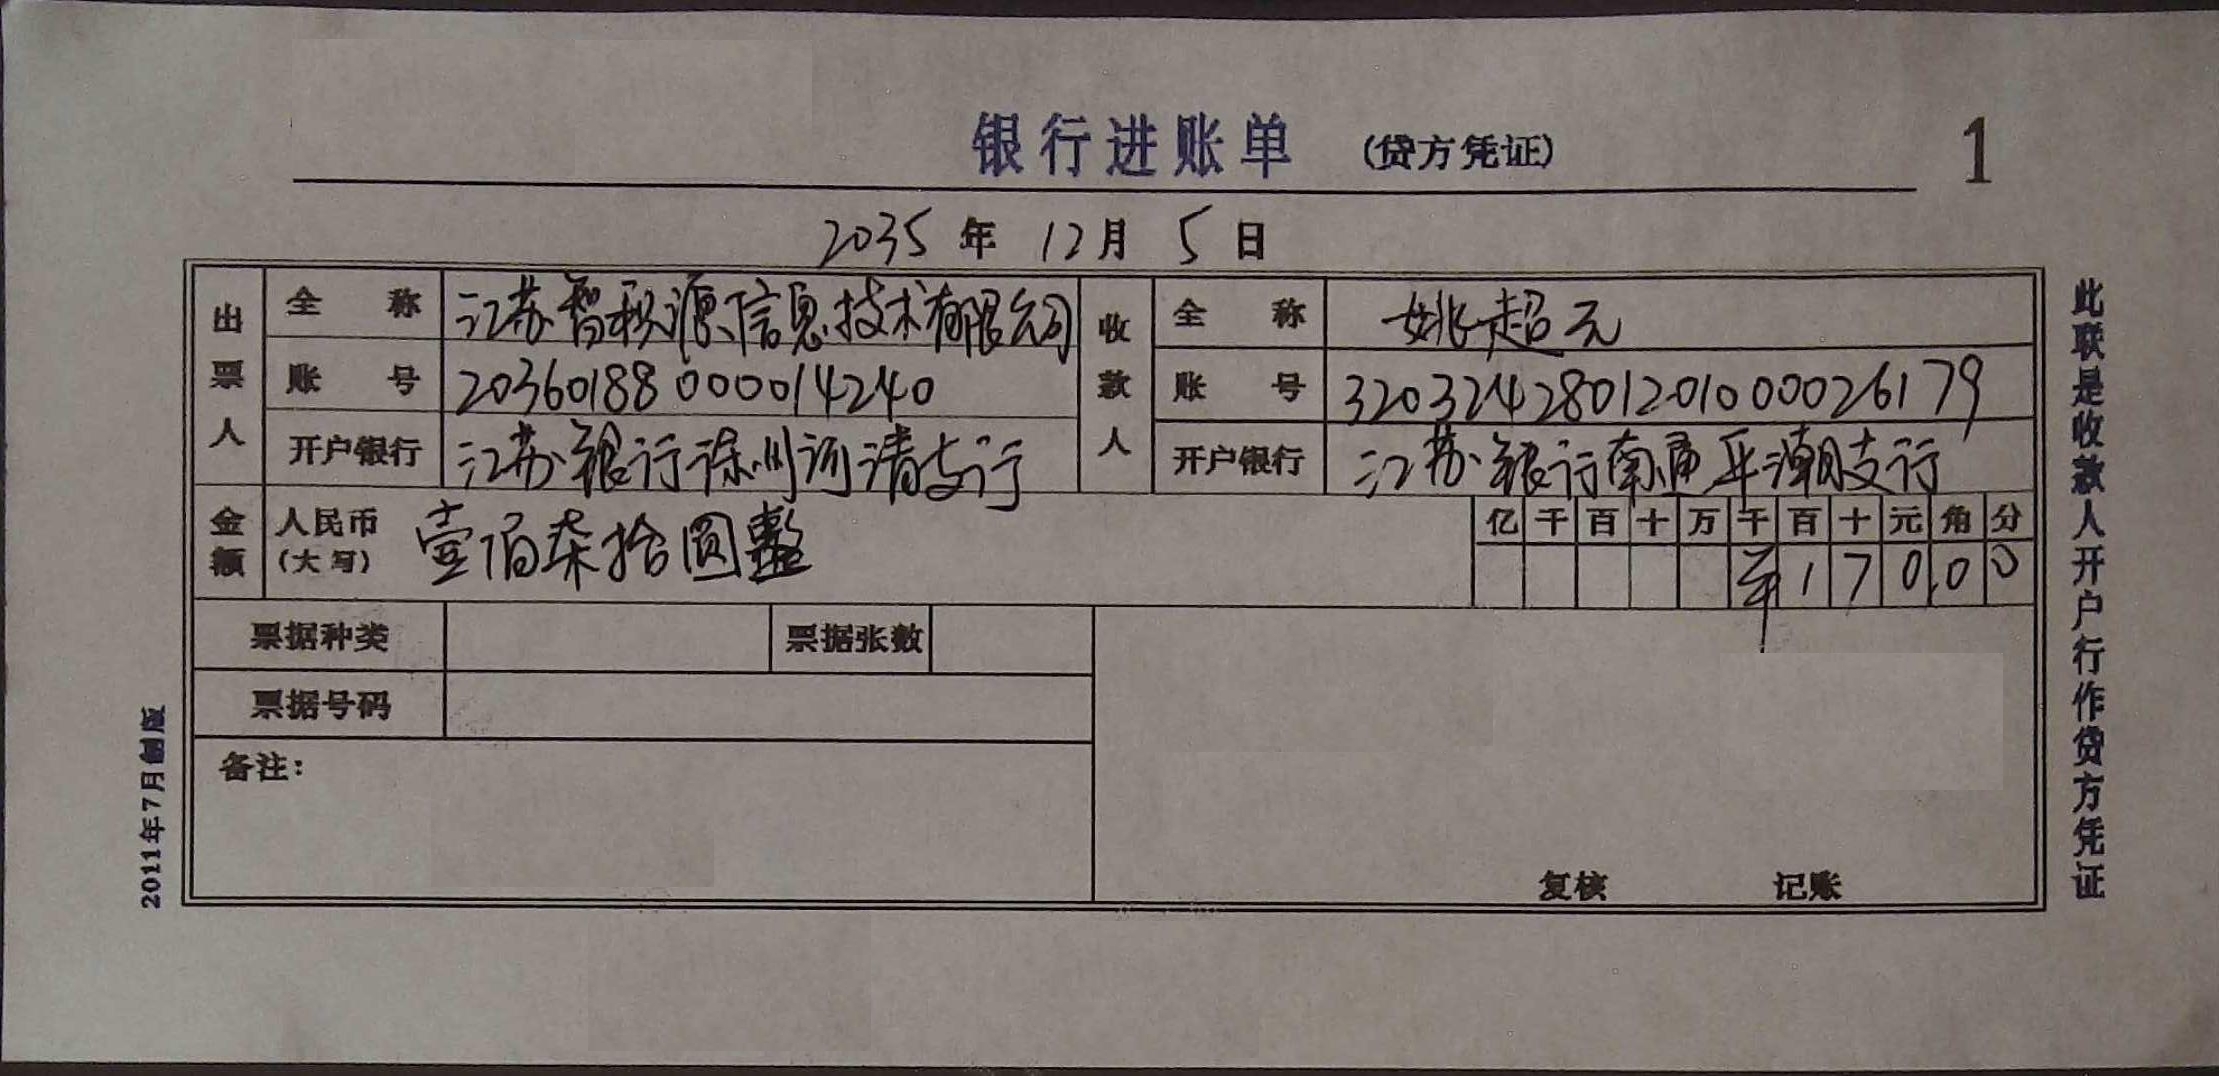 银行进账单 (贷方凭证) 1
2035 年 12 月 5 日
出票人 全称 江苏智积源信息技术有限公司 收款人 全称 姚超元
账号 20360188000014240 账号 32032428012010000026179
开户银行 江苏银行徐州河清支行 开户银行 江苏银行南通平潮支行
金额 人民币(大写) 壹佰柒拾圆整 亿 千 百 十 万 千 百 十 元 角 分
¥ 1 7 0 0 0
票据种类 票据张数
票据号码
备注:
复核 记账
此联是收款人开户行作贷方凭证
2011年7月制版